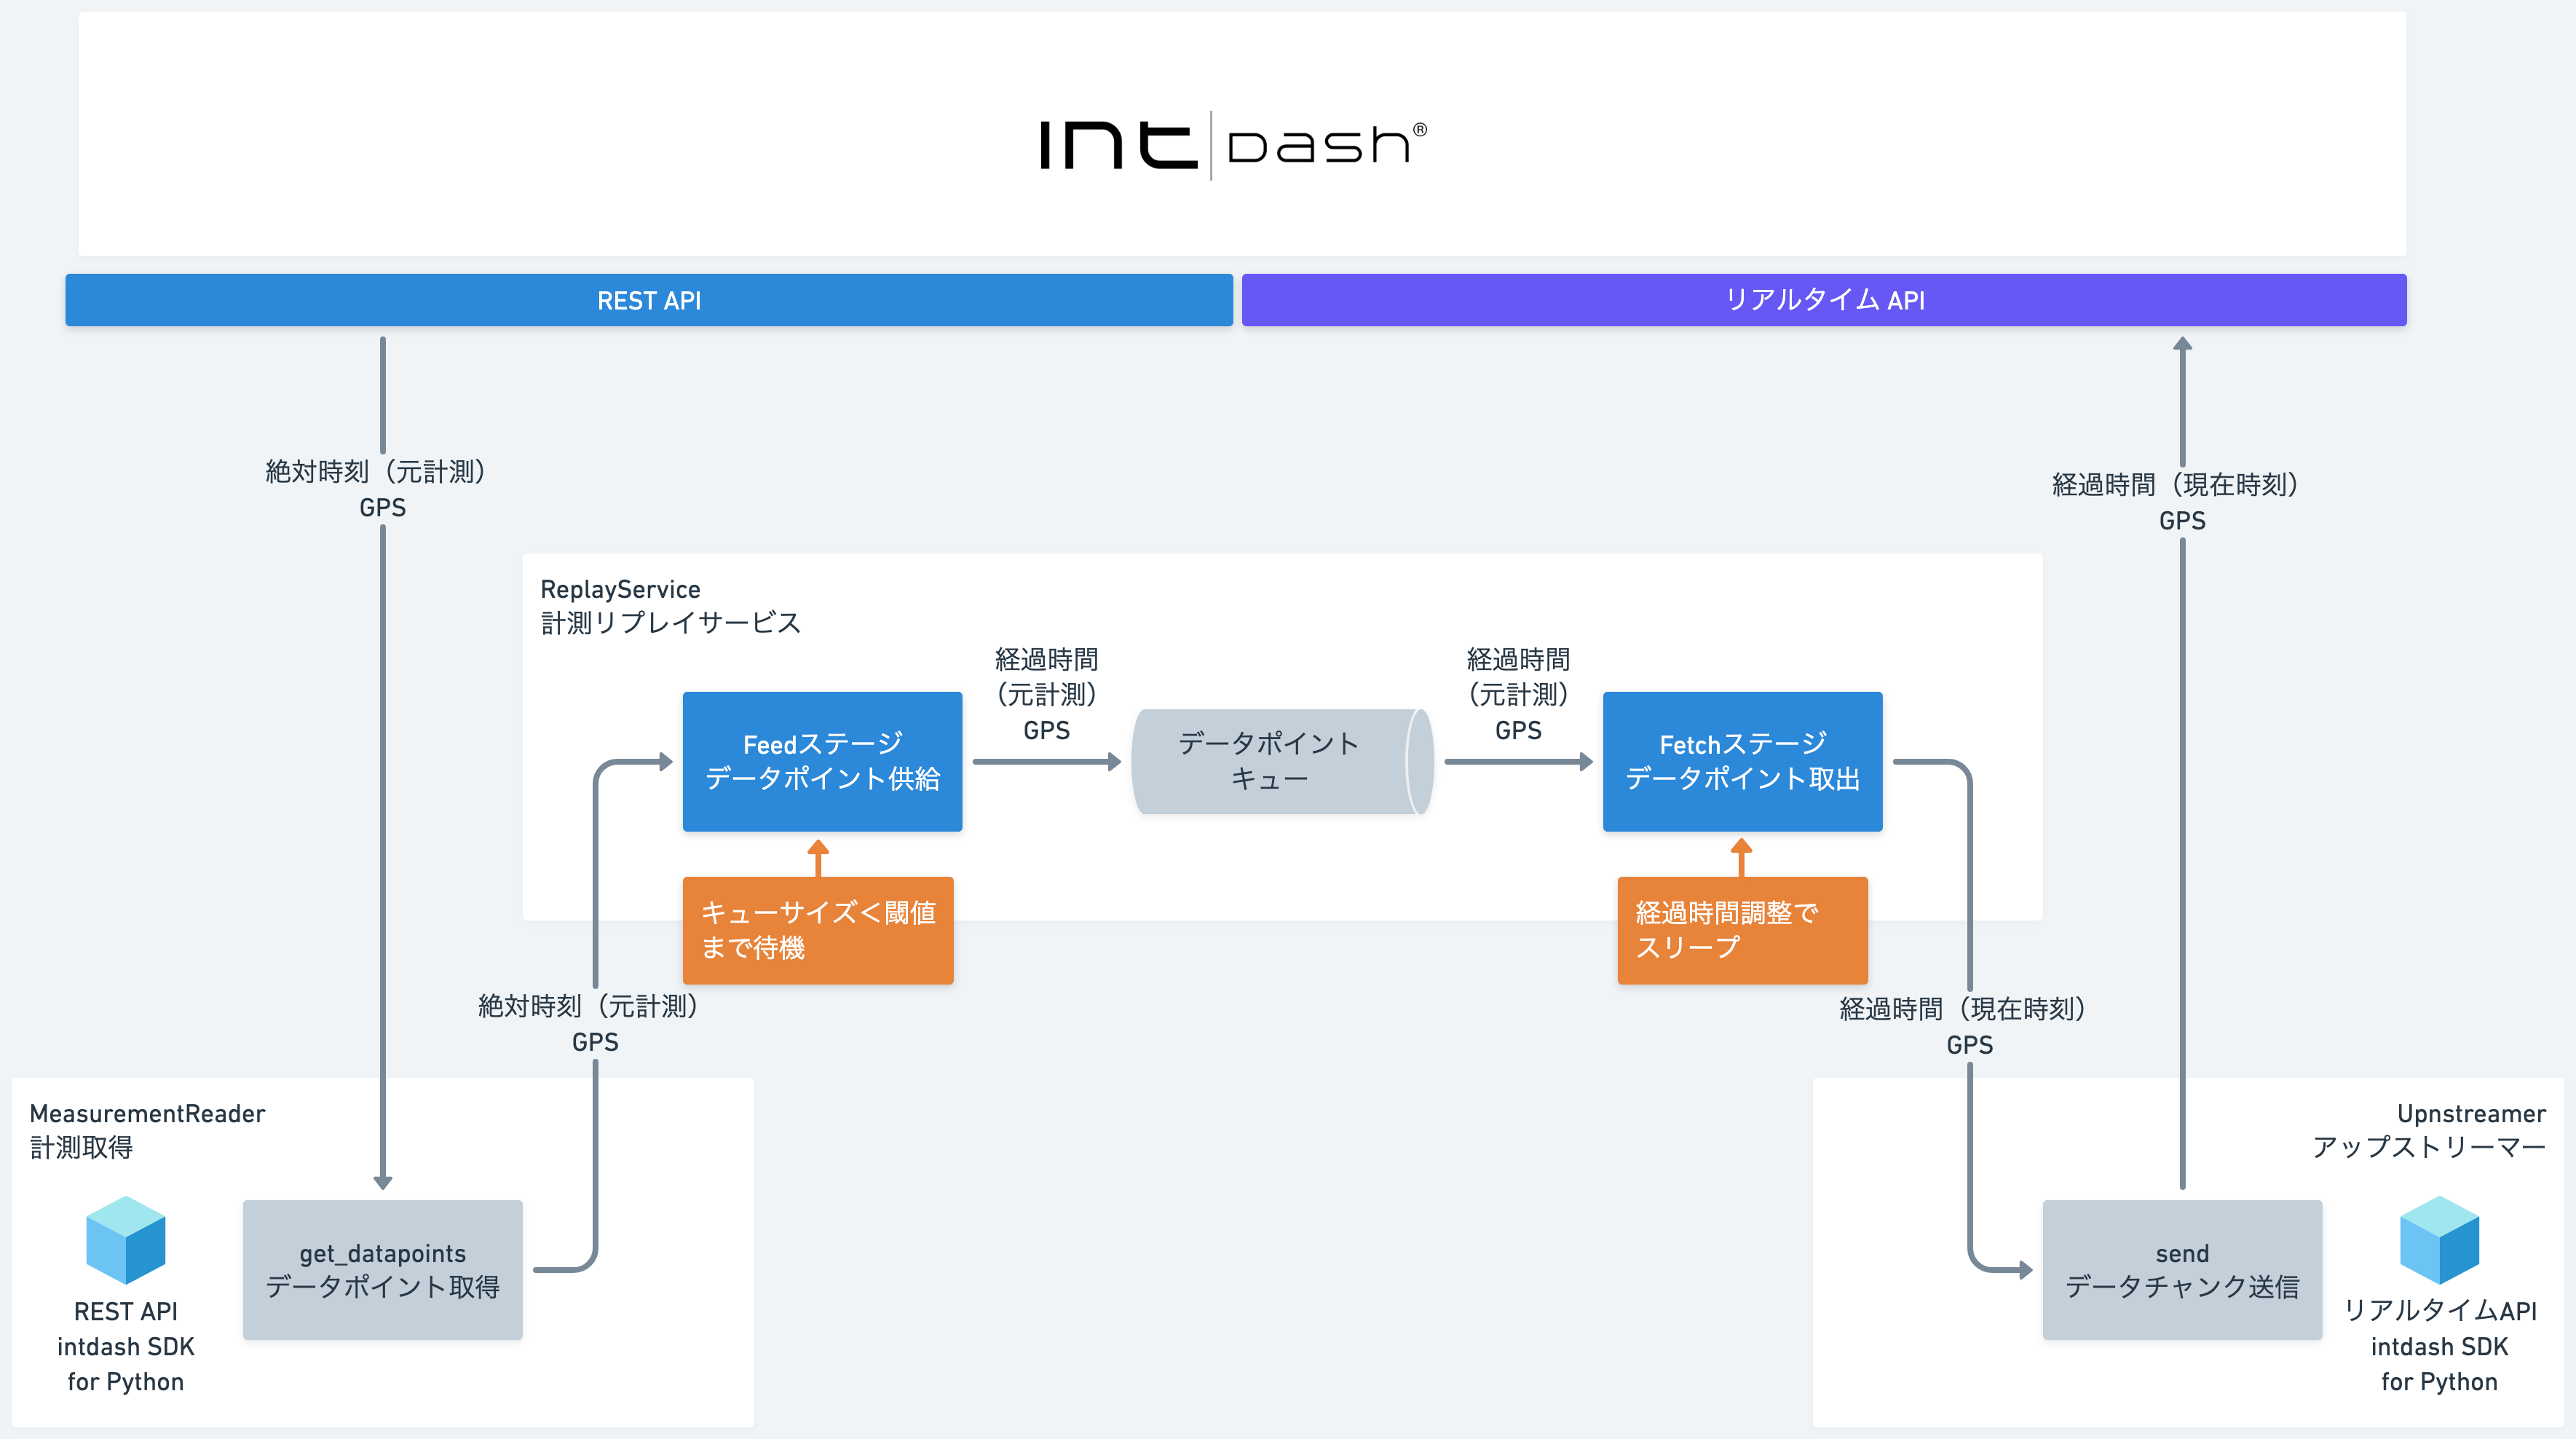 ınt Dash®
REST API
リアルタイム API
絶対時刻（元計測）
GPS
経過時間（現在時刻）
GPS
ReplayService
計測リプレイサービス
経過時間
（元計測）
GPS
経過時間
（元計測）
GPS
Feedステージ
データポイント供給
データポイント
キュー
Fetchステージ
データポイント取出
キューサイズ＜閾値
まで待機
経過時間調整で
スリープ
絶対時刻（元計測）
GPS
経過時間（現在時刻）
GPS
MeasurementReader
計測取得
Upnstreamer
アップストリーマー
get_datapoints
データポイント取得
REST API
intdash SDK
for Python
send
データチャンク送信
リアルタイムAPI
intdash SDK
for Python